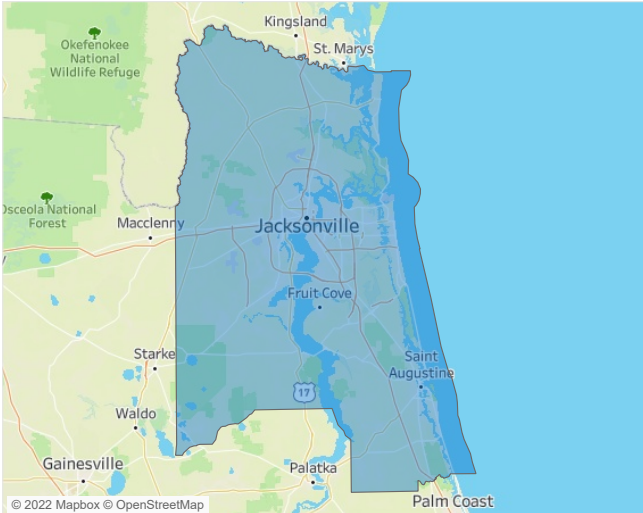 Kingsland
St. Marys
Okefenokee
National
Wildlife Refuge
Osceola National
Forest
Macclenny
Jacksonville
Fruit Cove
Starke
Saint
Augustine
17
Waldo
Gainesville
Palatka
Palm Coast
© 2022 Mapbox © OpenStreetMap